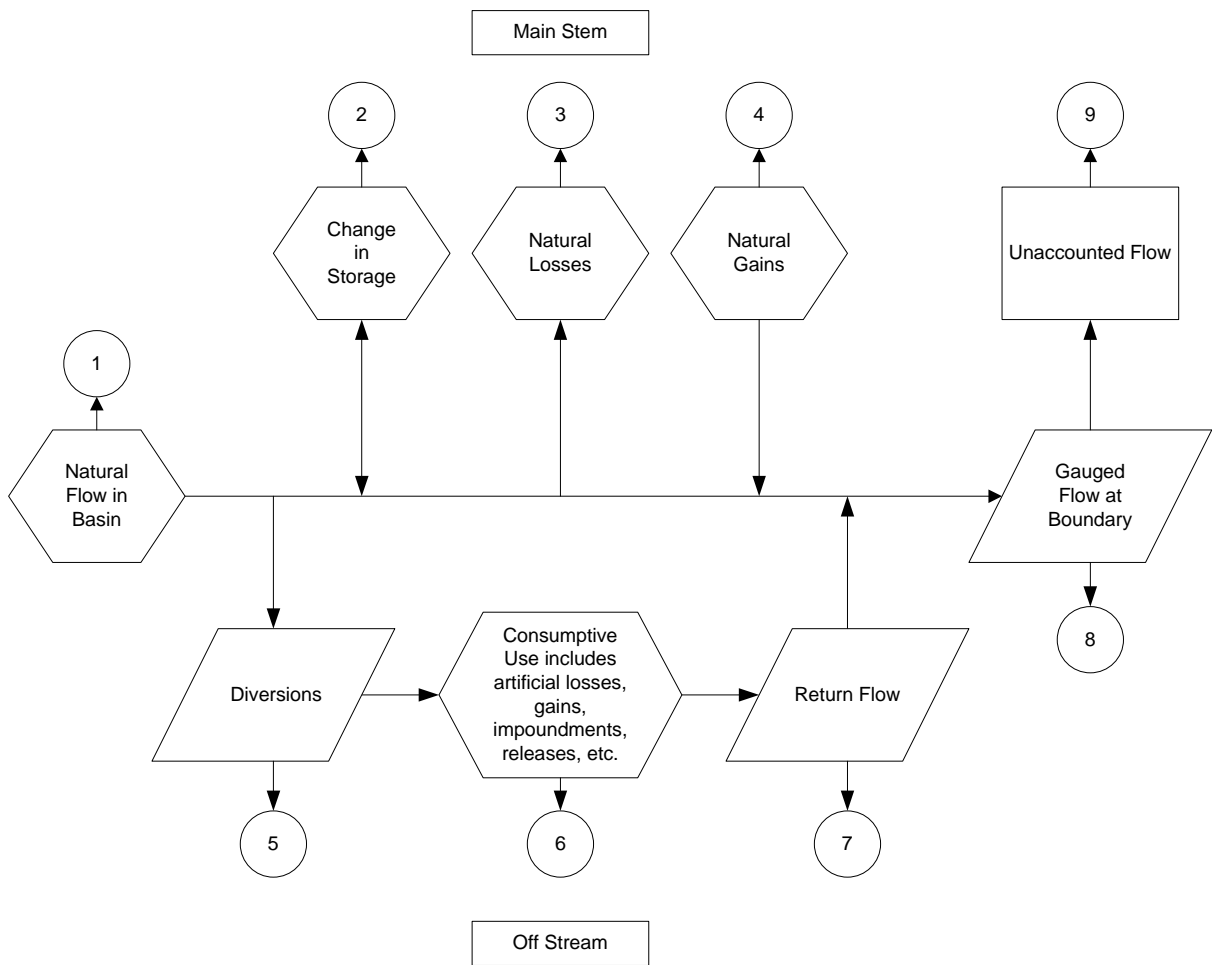 Main Stem
2
3
4
9
Change
in
Storage
Natural
Losses
Natural
Gains
Unaccounted Flow
1
Natural
Flow in
Basin
Gauged
Flow at
Boundary
Diversions
Consumptive
Use includes
artificial losses,
gains,
impoundments,
releases, etc.
Return Flow
8
5
6
7
Off Stream